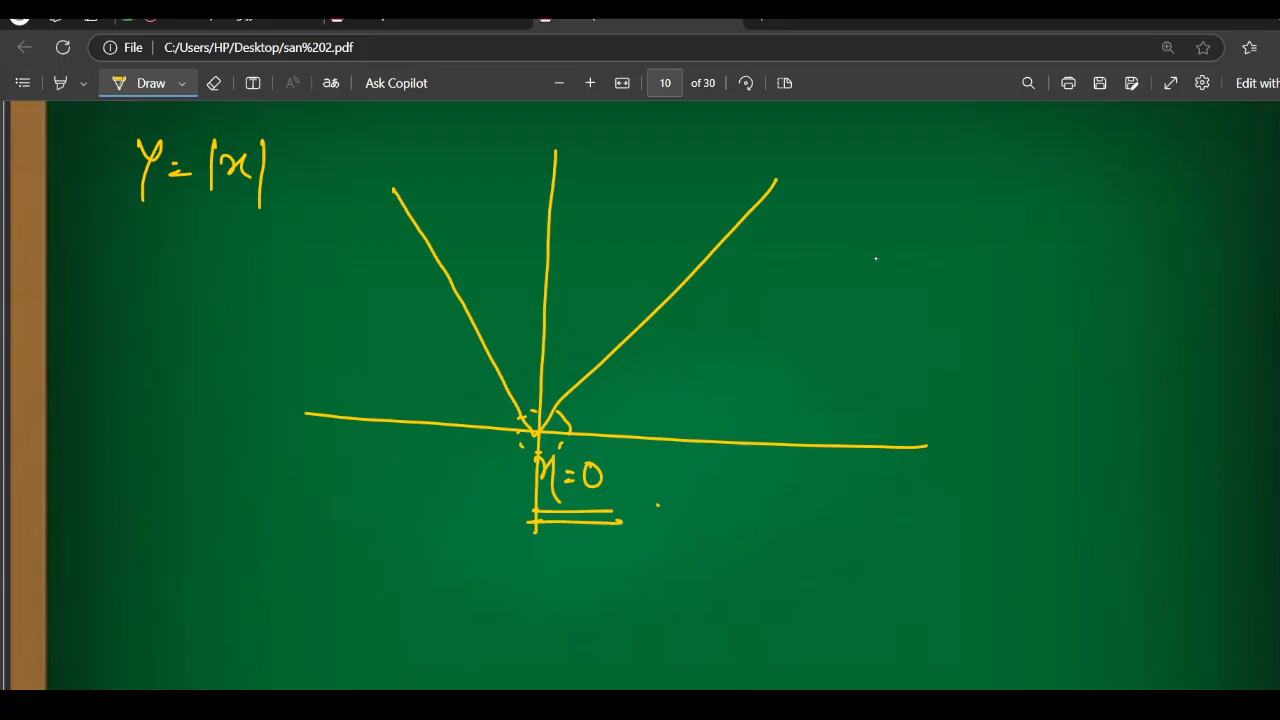 File | C:/Users/HP/Desktop/san%202.pdf
Draw
Ask Copilot
10 of 30
Edit with
Y = |x|
x = 0